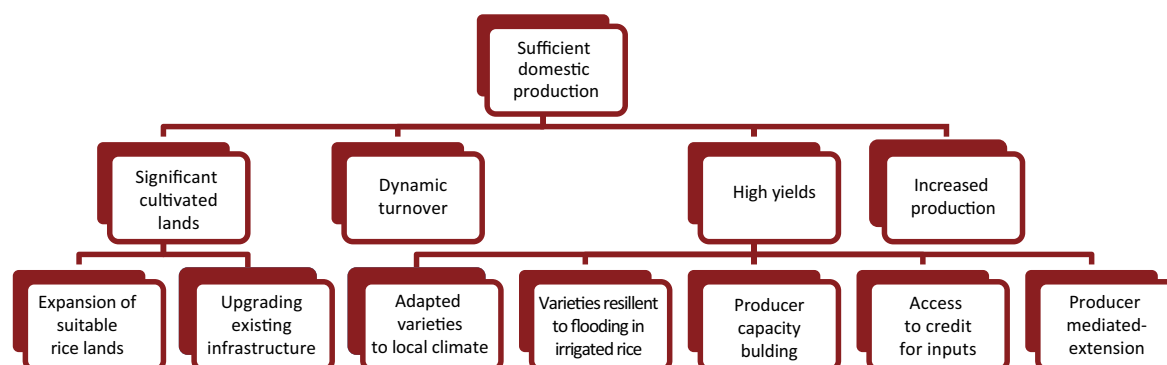 Sufficient
domestic
production
Significant
cultivated
lands
Dynamic
turnover
High yields
Increased
production
Expansion of
suitable
rice lands
Upgrading
existing
infrastructure
Adapted
varieties
to local climate
Varieties resillent
to flooding in
irrigated rice
Producer
capacity
bulding
Access
to credit
for inputs
Producer
mediated-
extension